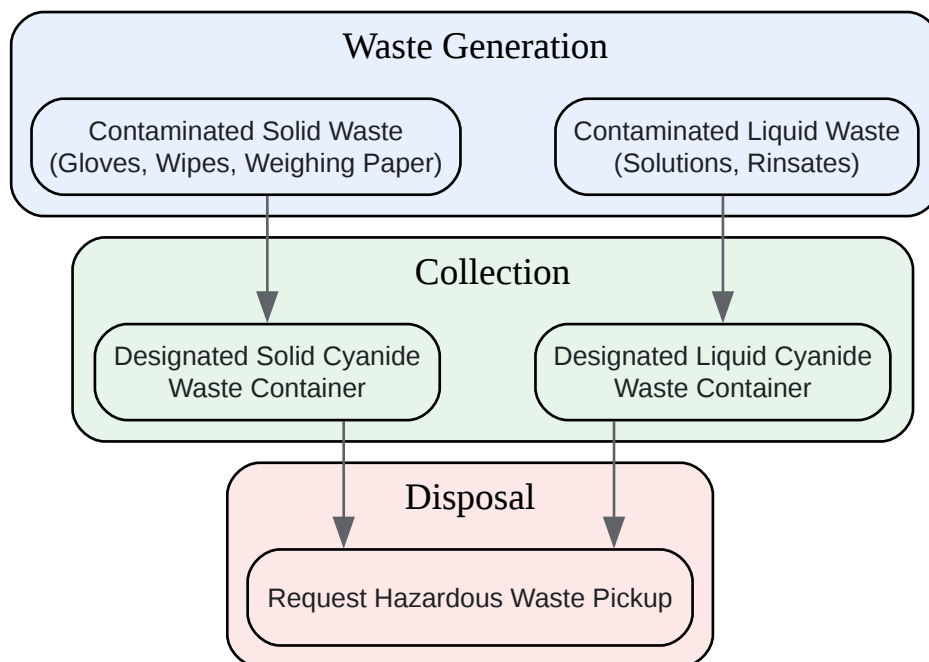 Waste Generation
Contaminated Solid Waste
(Gloves, Wipes, Weighing Paper)
Contaminated Liquid Waste
(Solutions, Rinsates)
Collection
Designated Solid Cyanide
Waste Container
Designated Liquid Cyanide
Waste Container
Disposal
Request Hazardous Waste Pickup